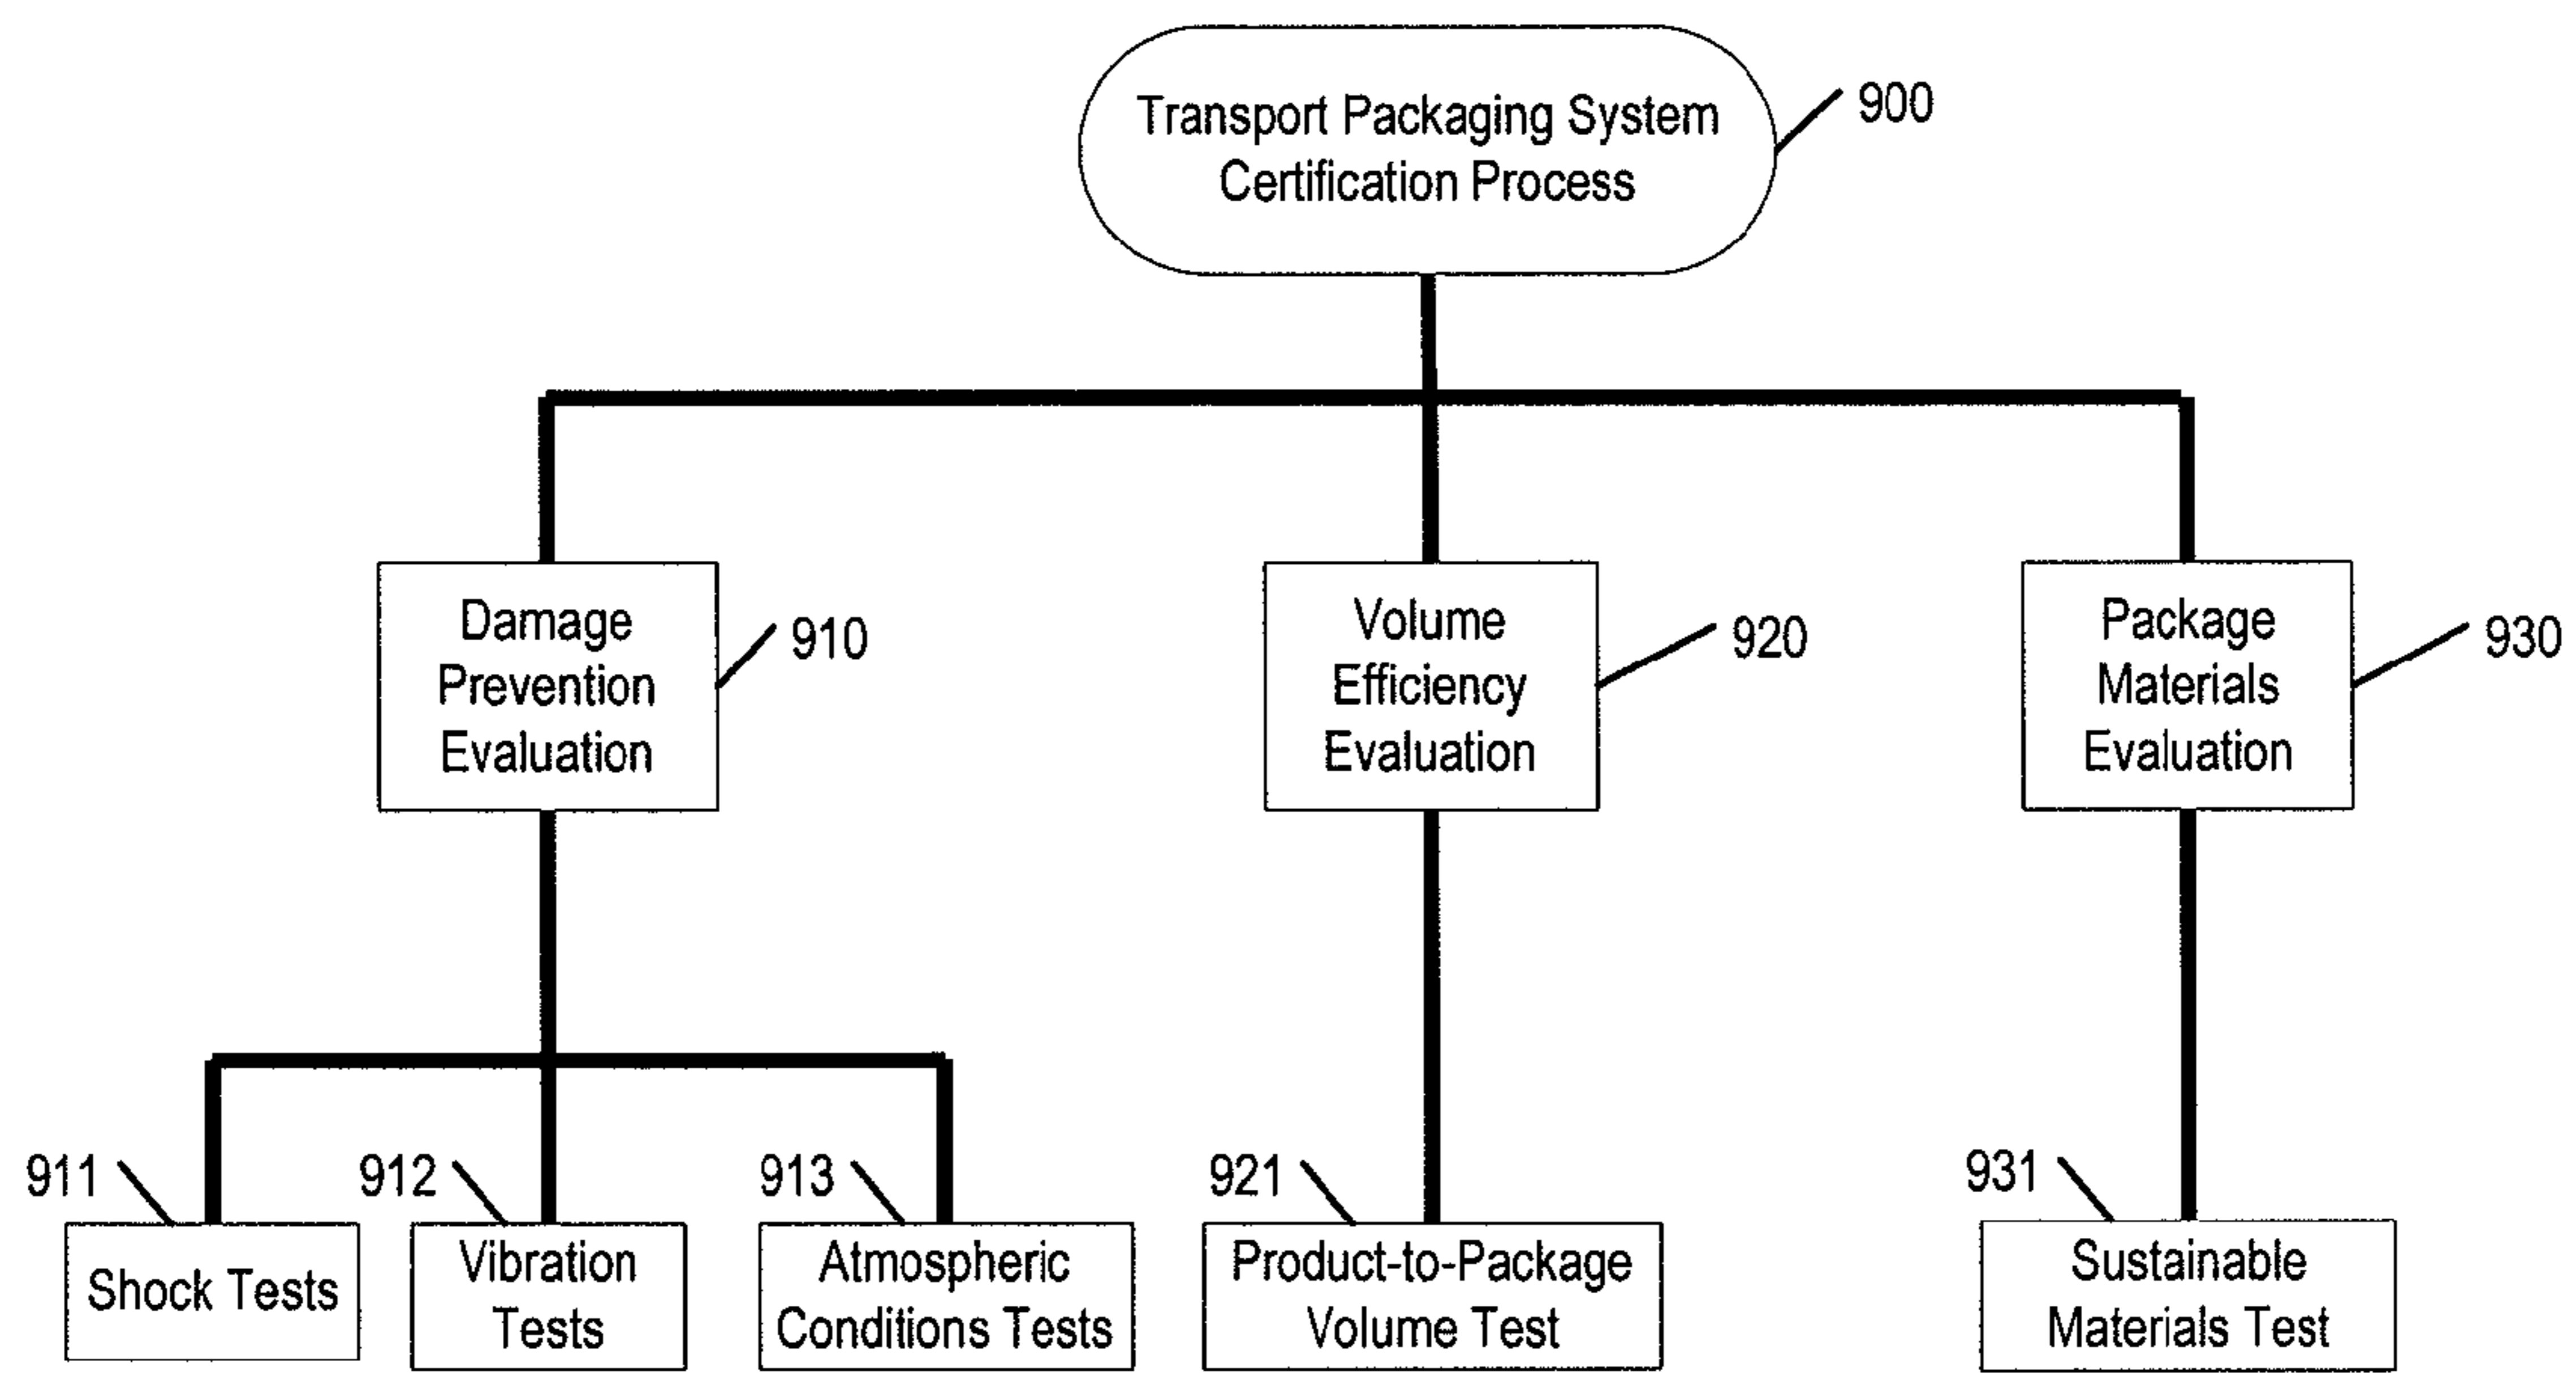 Transport Packaging System
Certification Process
900
Damage
Prevention
Evaluation
910
Volume
Efficiency
Evaluation
920
Package
Materials
Evaluation
930
911
Shock Tests
912
Vibration
Tests
913
Atmospheric
Conditions Tests
921
Product-to-Package
Volume Test
931
Sustainable
Materials Test